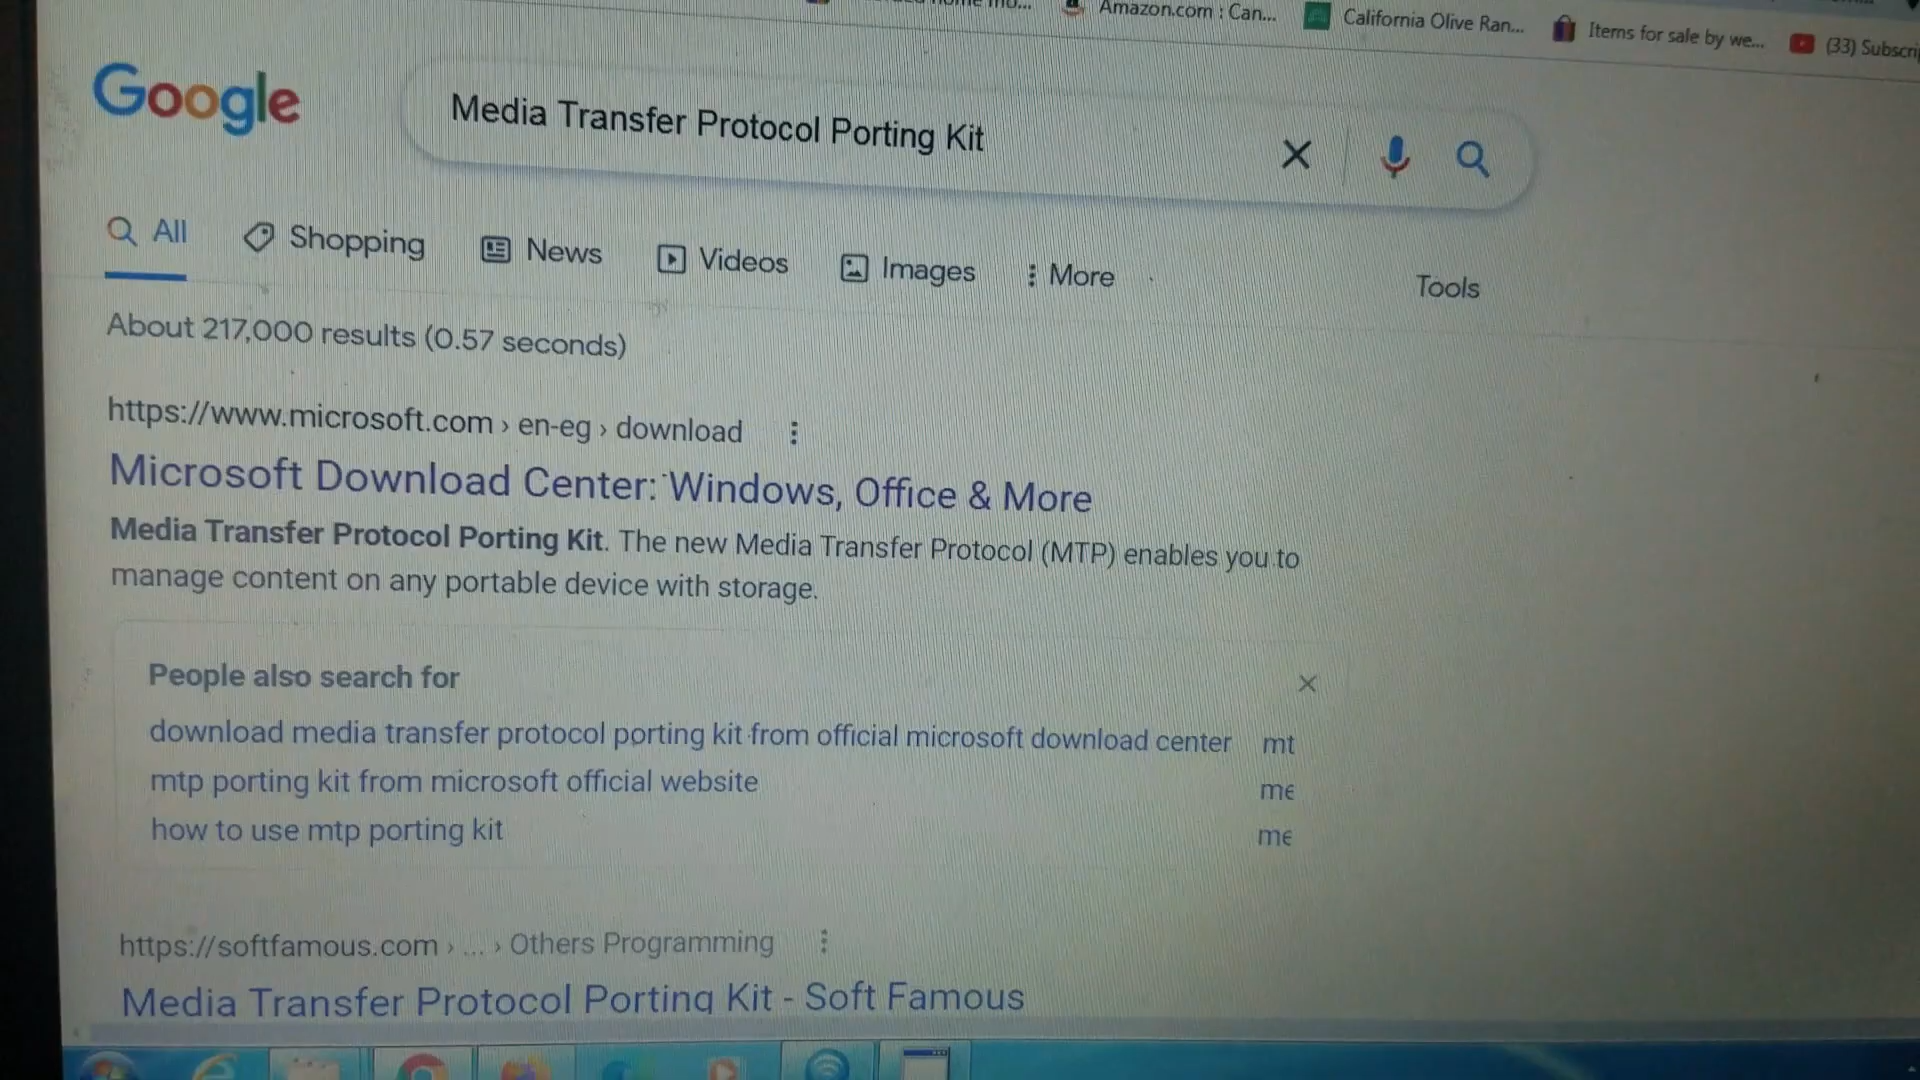 Amazon.com : Can...
California Olive Ran...
Items for sale by we...
(33) Subscri
Google
Media Transfer Protocol Porting Kit
All
Shopping
News
Videos
Images
More
Tools
About 217,000 results (0.57 seconds)
https://www.microsoft.com › en-eg › download
Microsoft Download Center: Windows, Office & More
Media Transfer Protocol Porting Kit. The new Media Transfer Protocol (MTP) enables you to
manage content on any portable device with storage.
People also search for
download media transfer protocol porting kit from official microsoft download center
mt
mtp porting kit from microsoft official website
me
how to use mtp porting kit
me
https://softfamous.com › ... › Others Programming
Media Transfer Protocol Porting Kit - Soft Famous